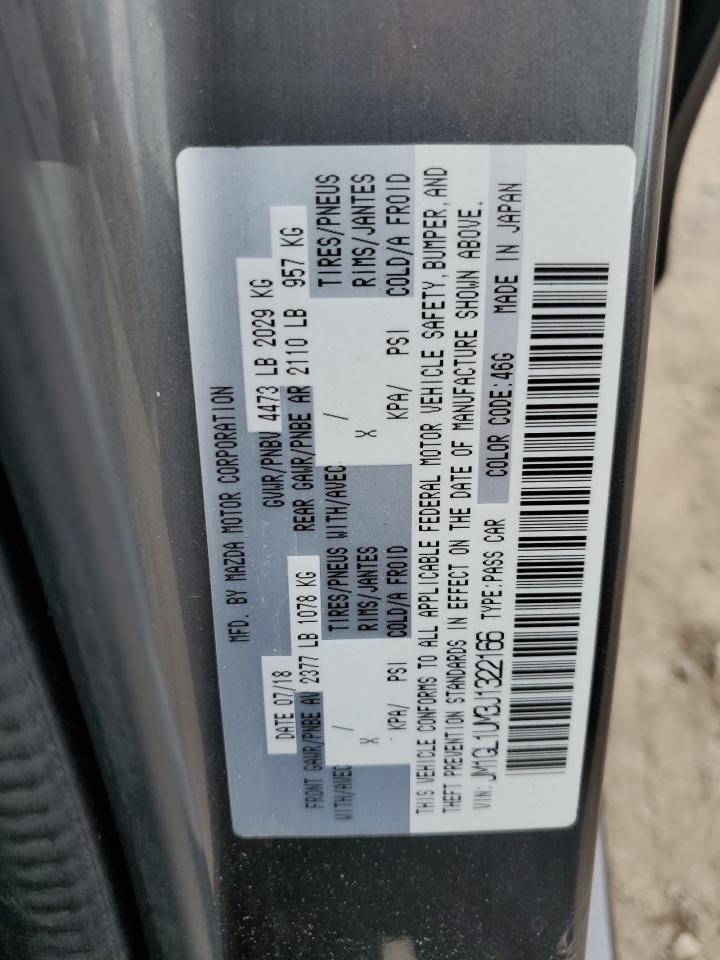 MFD. BY MAZDA MOTOR CORPORATION
DATE 07/18 GVWR/PNBV 4473 LB 2029 KG
FRONT GAWR/PNBE AV 2377 LB 1078 KG REAR GAWR/PNBE AR 2110 LB 957 KG
WITH/AVEC / TIRES/PNEUS WITH/AVEC / TIRES/PNEUS
X RIMS/JANTES X RIMS/JANTES
KPA/ PSI COLD/A FROID KPA/ PSI COLD/A FROID
THIS VEHICLE CONFORMS TO ALL APPLICABLE FEDERAL MOTOR VEHICLE SAFETY, BUMPER, AND
THEFT PREVENTION STANDARDS IN EFFECT ON THE DATE OF MANUFACTURE SHOWN ABOVE.
VIN: JM1GL1UM3J1322166 TYPE:PASS CAR COLOR CODE:46G MADE IN JAPAN